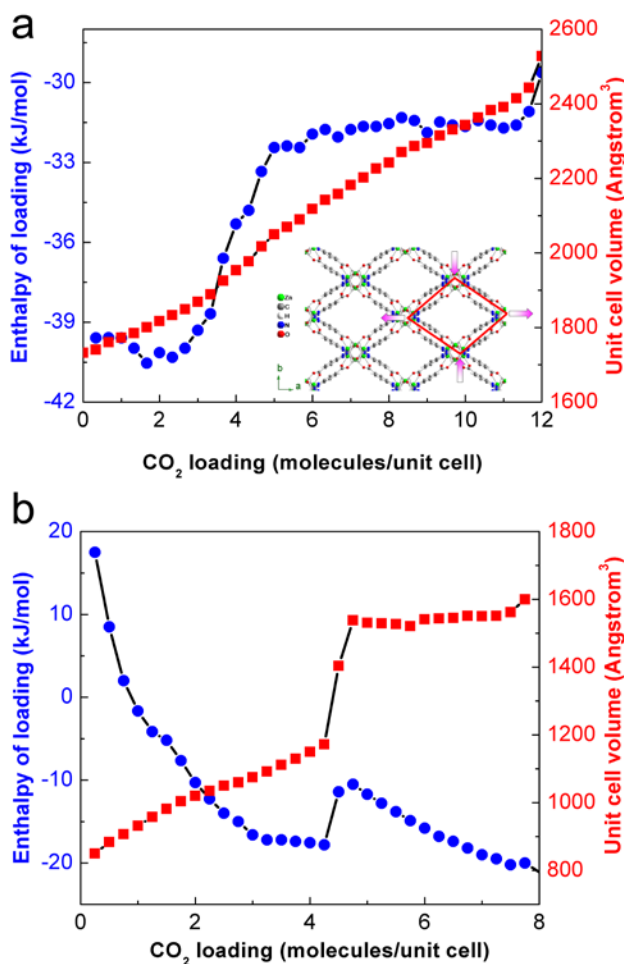 a
Enthalpy of loading (kJ/mol)
-30
-33
-36
-39
-42
2600
2400
2200
2000
1800
1600
Unit cell volume (Angstrom³)
Zn
C
H
N
O
b
a
0 2 4 6 8 10 12
CO₂ loading (molecules/unit cell)
b
Enthalpy of loading (kJ/mol)
20
10
0
-10
-20
1800
1600
1400
1200
1000
800
Unit cell volume (Angstrom³)
0 2 4 6 8
CO₂ loading (molecules/unit cell)